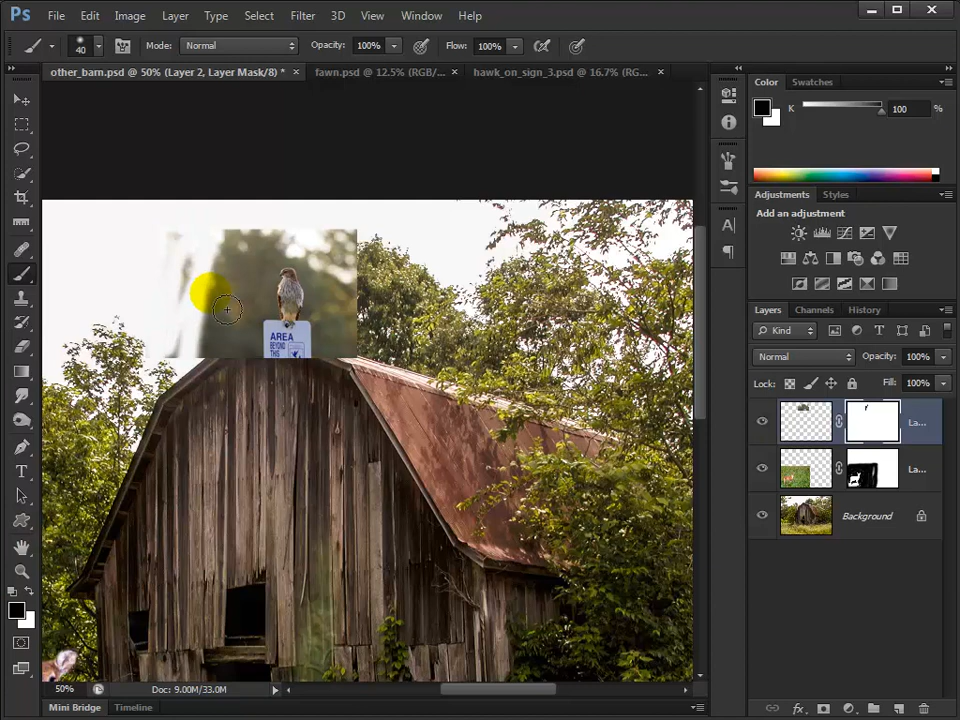 Ps File Edit Image Layer Type Select Filter 3D View Window Help
40 Mode: Normal Opacity: 100% Flow: 100%
other_barn.psd @ 50% (Layer 2, Layer Mask/8) * × fawn.psd @ 12.5% (RGB/... × hawk_on_sign_3.psd @ 16.7% (RG... ×
Color Swatches
K 100 %
Adjustments Styles
Add an adjustment
Layers Channels History
Kind
Normal Opacity: 100%
Lock: Fill: 100%
La...
La...
Background
AREA
BEYOND
THIS
50% Doc: 9.00M/33.0M
Mini Bridge Timeline